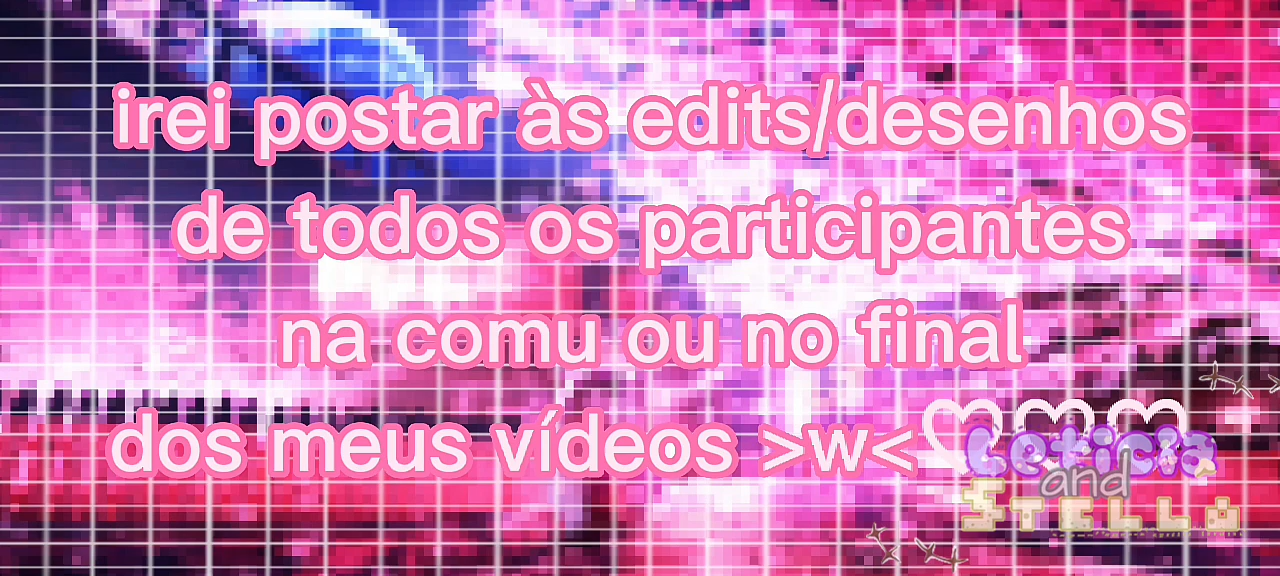 irei postar às edits/desenhos
de todos os participantes
na comu ou no final
dos meus vídeos >w<♡♡♡
Leticia
and
Stella